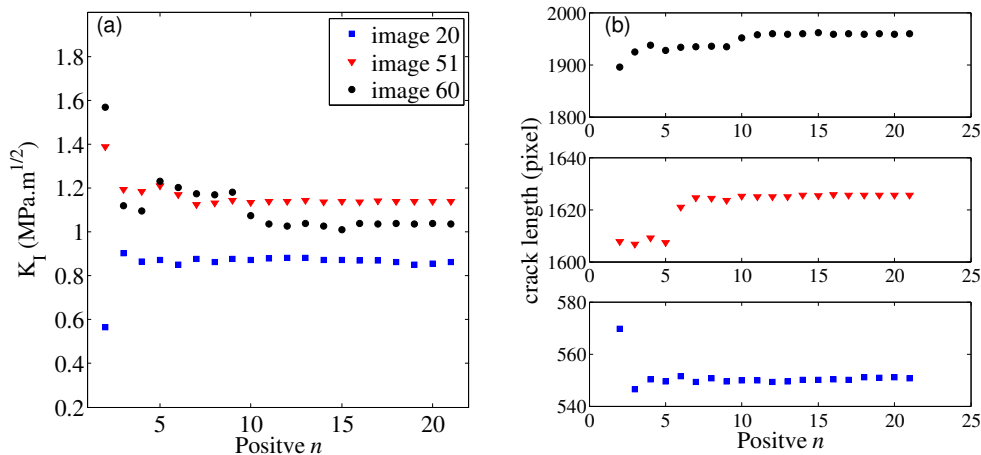 (a)
image 20
image 51
image 60
K_I (MPa.m^1/2)
1.8
1.6
1.4
1.2
1
0.8
0.6
0.4
0.2
5 10 15 20
Positve n
(b)
crack length (pixel)
2000
1900
1800
0 5 10 15 20 25
1640
1620
1600
0 5 10 15 20 25
580
560
540
0 5 10 15 20 25
Positve n